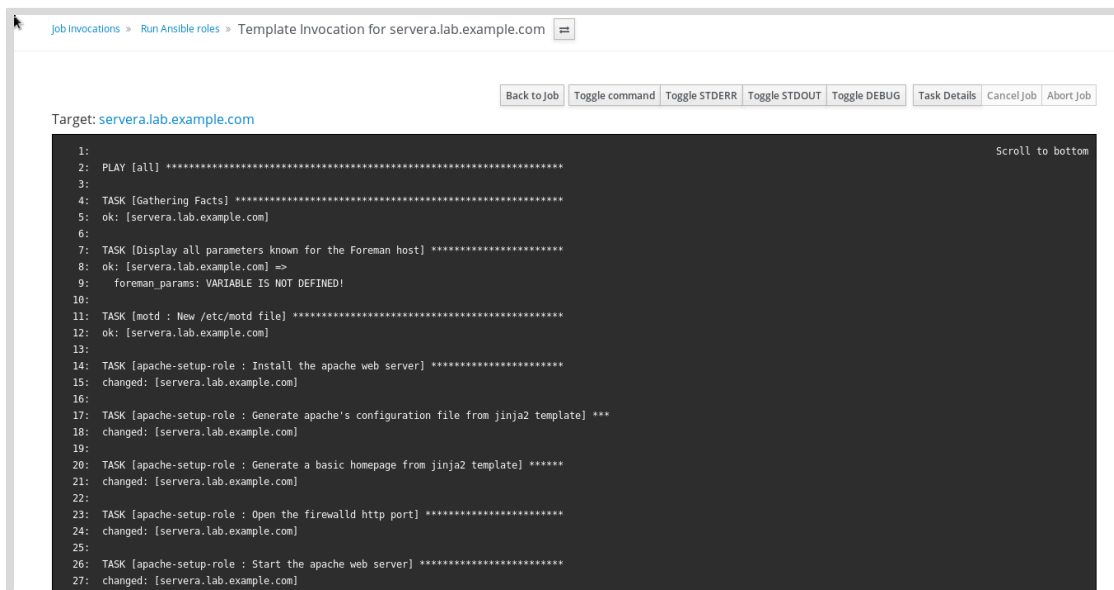 Job Invocations » Run Ansible roles » Template Invocation for servera.lab.example.com
Back to Job Toggle command Toggle STDERR Toggle STDOUT Toggle DEBUG Task Details Cancel Job Abort Job
Target: servera.lab.example.com
1: Scroll to bottom
2: PLAY [all] *********************************************************************
3:
4: TASK [Gathering Facts] *********************************************************
5: ok: [servera.lab.example.com]
6:
7: TASK [Display all parameters known for the Foreman host] ***********************
8: ok: [servera.lab.example.com] =>
9: foreman_params: VARIABLE IS NOT DEFINED!
10:
11: TASK [motd : New /etc/motd file] ***********************************************
12: ok: [servera.lab.example.com]
13:
14: TASK [apache-setup-role : Install the apache web server] ***********************
15: changed: [servera.lab.example.com]
16:
17: TASK [apache-setup-role : Generate apache's configuration file from jinja2 template] ***
18: changed: [servera.lab.example.com]
19:
20: TASK [apache-setup-role : Generate a basic homepage from jinja2 template] ******
21: changed: [servera.lab.example.com]
22:
23: TASK [apache-setup-role : Open the firewalld http port] ************************
24: changed: [servera.lab.example.com]
25:
26: TASK [apache-setup-role : Start the apache web server] *************************
27: changed: [servera.lab.example.com]